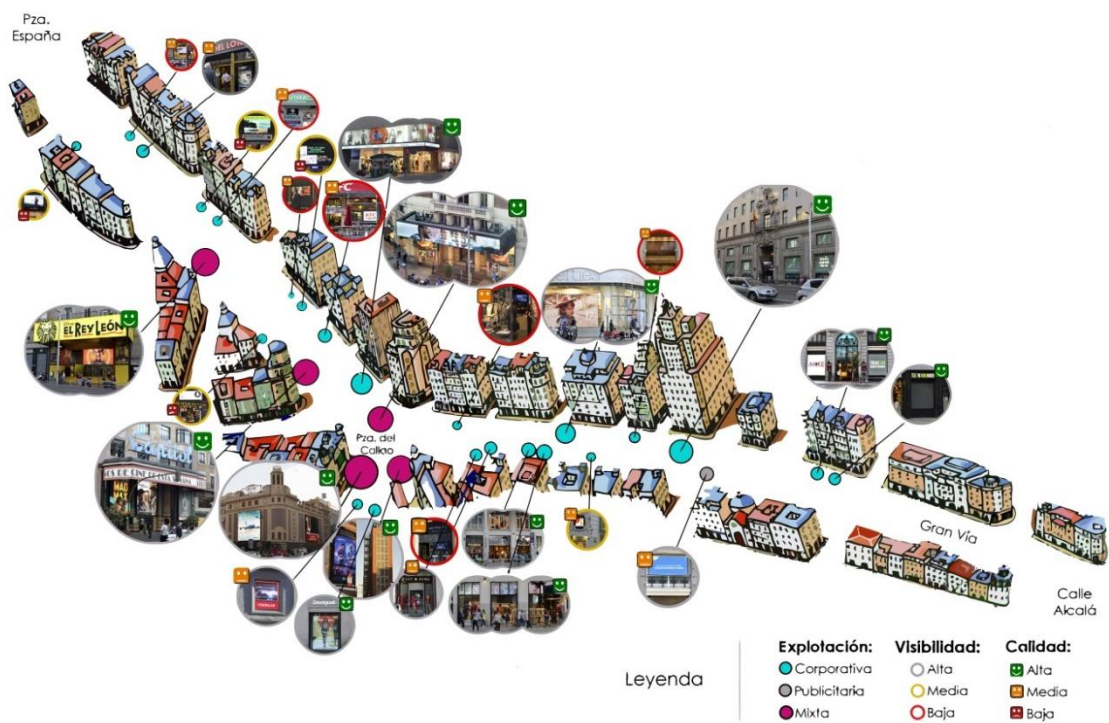 Pza.
España
EL REY LEÓN
Pza. del
Callao
Gran Vía
Calle
Alcalá
Leyenda
Explotación:
Corporativa
Publicitaria
Mixta
Visibilidad:
Alta
Media
Baja
Calidad:
Alta
Media
Baja